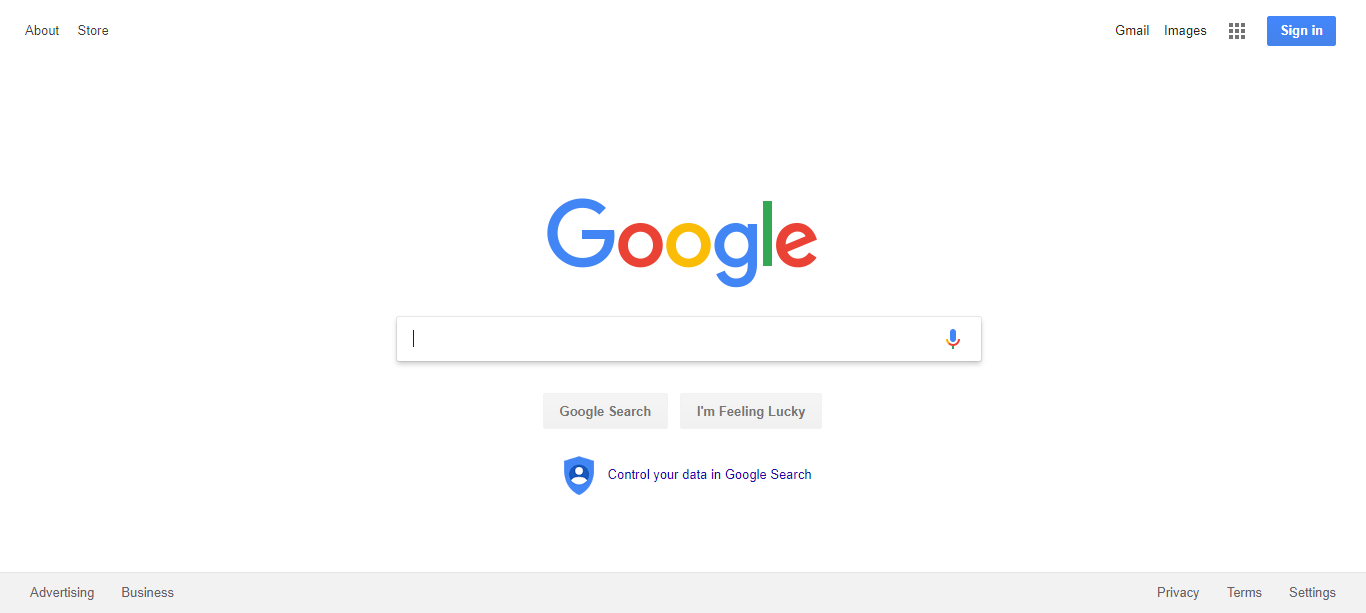 About Store Gmail Images Sign in
Google
Google Search I'm Feeling Lucky
Control your data in Google Search
Advertising Business Privacy Terms Settings